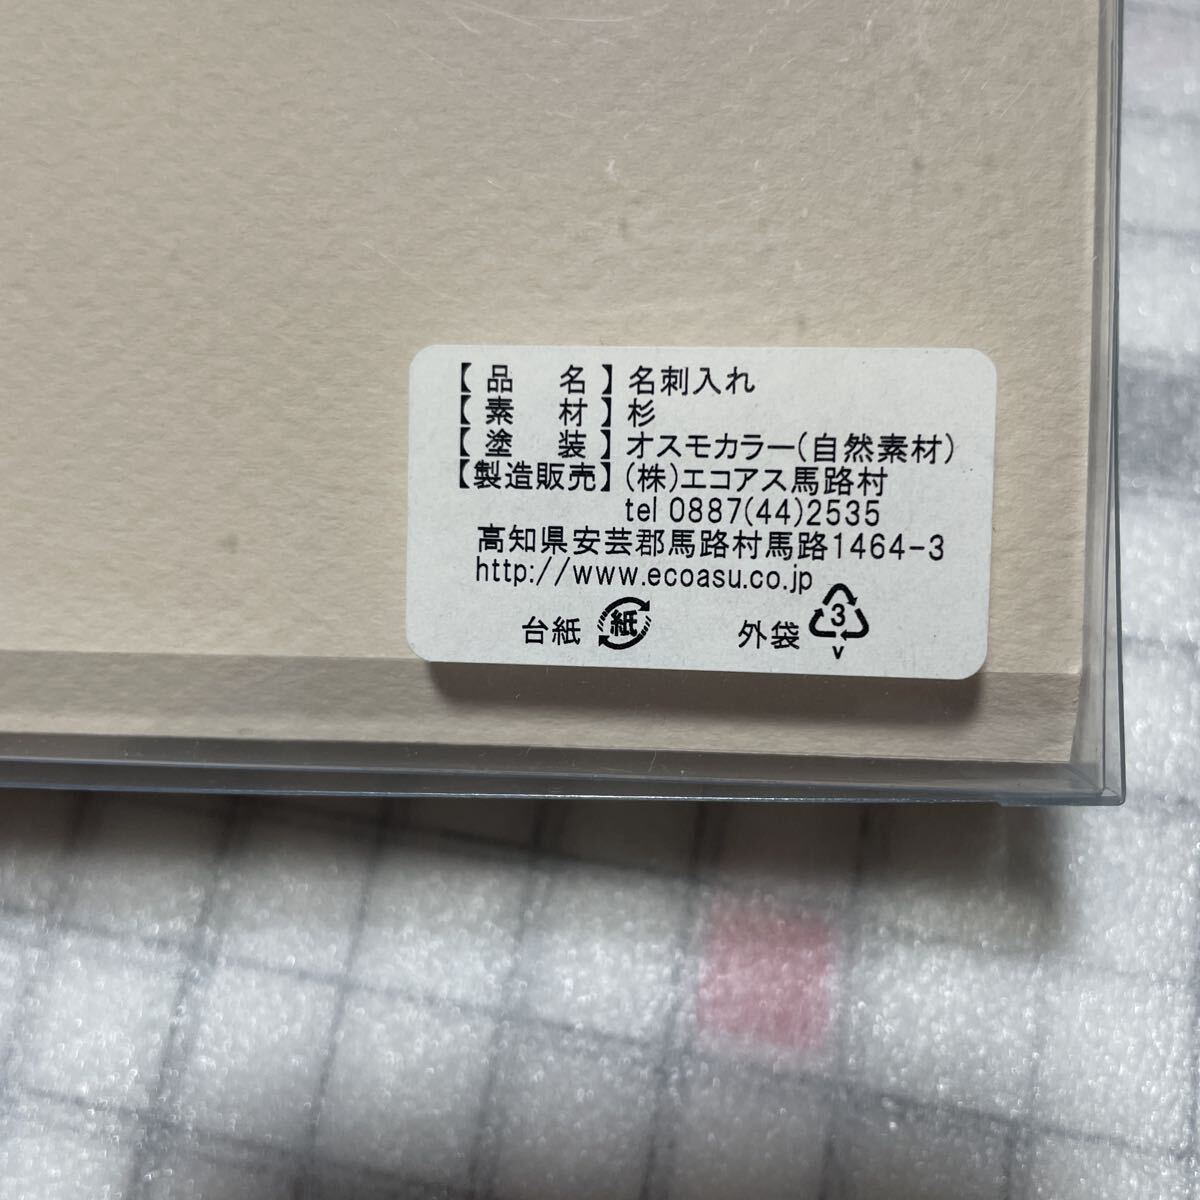 【品　名】名刺入れ
【素　材】杉
【塗　装】オスモカラー(自然素材)
【製造販売】(株)エコアス馬路村
tel 0887(44)2535
高知県安芸郡馬路村馬路1464-3
http://www.ecoasu.co.jp
台紙 紙 外袋 3
V